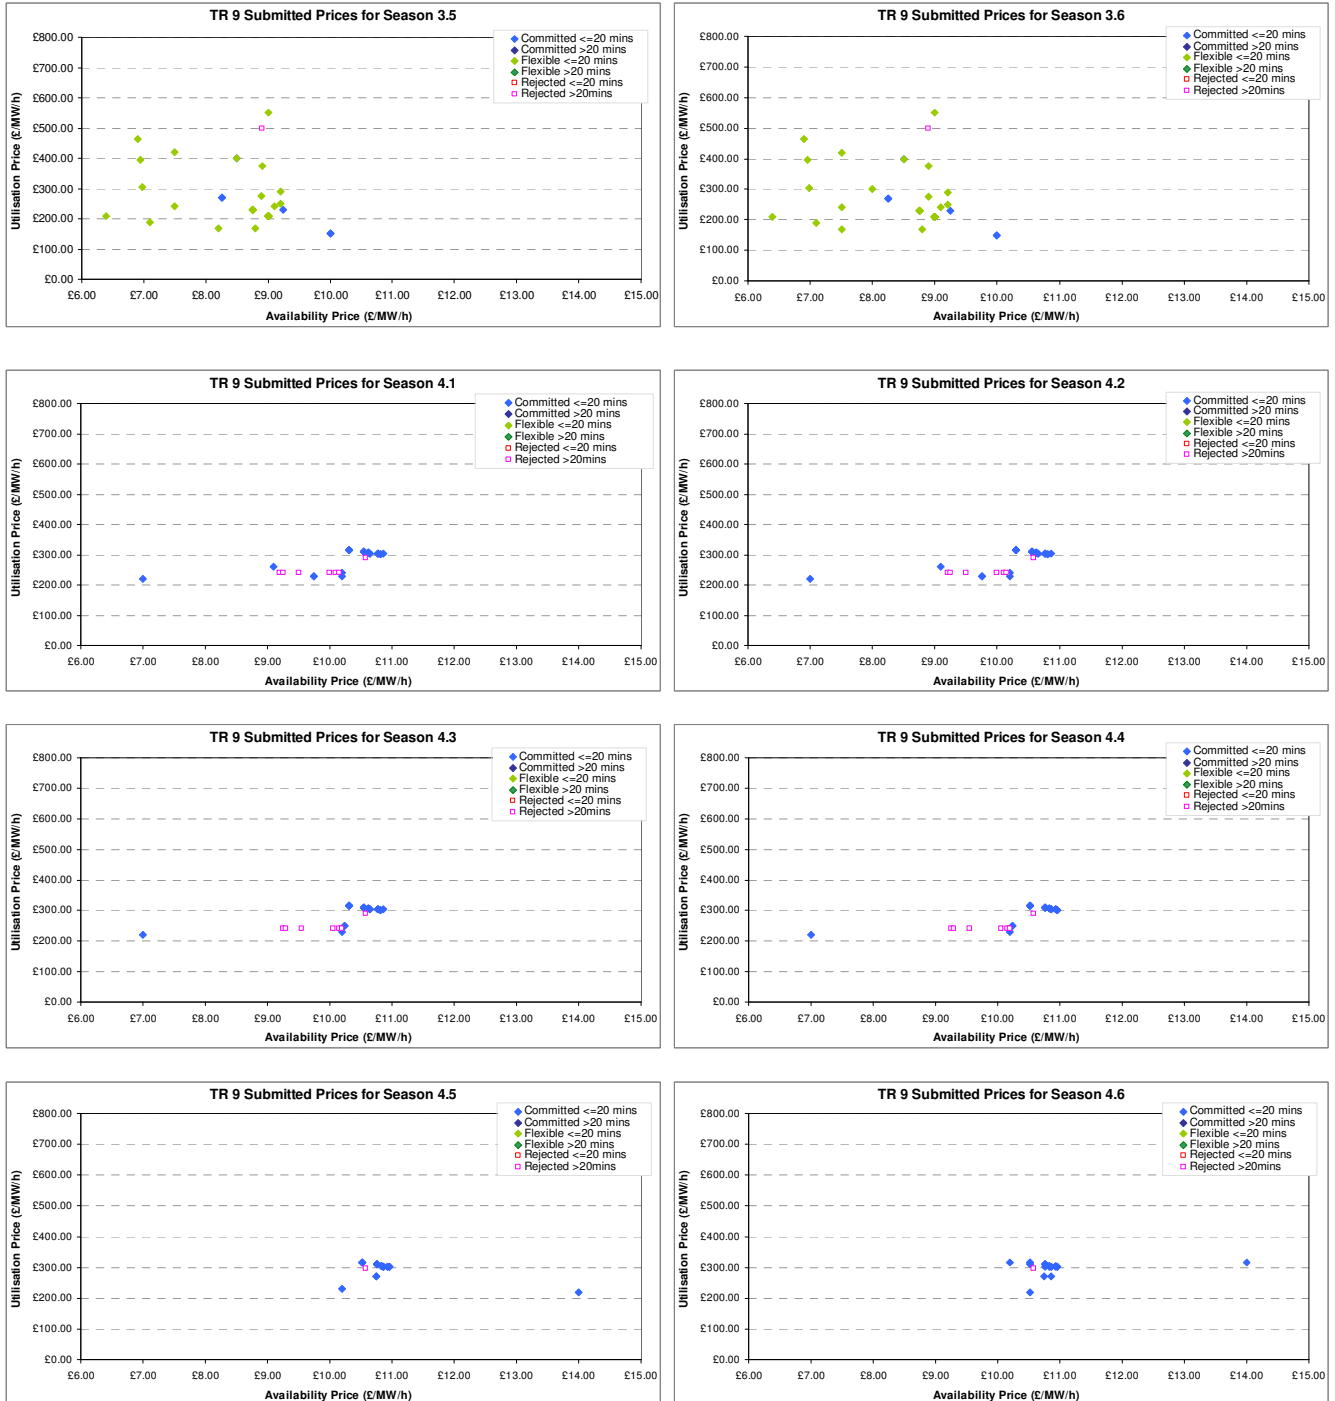 TR 9 Submitted Prices for Season 3.5
Utilisation Price (£/MW/h)
£800.00
£700.00
£600.00
£500.00
£400.00
£300.00
£200.00
£100.00
£0.00
Committed <=20 mins
Committed >20 mins
Flexible <=20 mins
Flexible >20 mins
Rejected <=20 mins
Rejected >20mins
£6.00 £7.00 £8.00 £9.00 £10.00 £11.00 £12.00 £13.00 £14.00 £15.00
Availability Price (£/MW/h)
TR 9 Submitted Prices for Season 3.6
Utilisation Price (£/MW/h)
£800.00
£700.00
£600.00
£500.00
£400.00
£300.00
£200.00
£100.00
£0.00
Committed <=20 mins
Committed >20 mins
Flexible <=20 mins
Flexible >20 mins
Rejected <=20 mins
Rejected >20mins
£6.00 £7.00 £8.00 £9.00 £10.00 £11.00 £12.00 £13.00 £14.00 £15.00
Availability Price (£/MW/h)
TR 9 Submitted Prices for Season 4.1
Utilisation Price (£/MW/h)
£800.00
£700.00
£600.00
£500.00
£400.00
£300.00
£200.00
£100.00
£0.00
Committed <=20 mins
Committed >20 mins
Flexible <=20 mins
Flexible >20 mins
Rejected <=20 mins
Rejected >20mins
£6.00 £7.00 £8.00 £9.00 £10.00 £11.00 £12.00 £13.00 £14.00 £15.00
Availability Price (£/MW/h)
TR 9 Submitted Prices for Season 4.2
Utilisation Price (£/MW/h)
£800.00
£700.00
£600.00
£500.00
£400.00
£300.00
£200.00
£100.00
£0.00
Committed <=20 mins
Committed >20 mins
Flexible <=20 mins
Flexible >20 mins
Rejected <=20 mins
Rejected >20mins
£6.00 £7.00 £8.00 £9.00 £10.00 £11.00 £12.00 £13.00 £14.00 £15.00
Availability Price (£/MW/h)
TR 9 Submitted Prices for Season 4.3
Utilisation Price (£/MW/h)
£800.00
£700.00
£600.00
£500.00
£400.00
£300.00
£200.00
£100.00
£0.00
Committed <=20 mins
Committed >20 mins
Flexible <=20 mins
Flexible >20 mins
Rejected <=20 mins
Rejected >20mins
£6.00 £7.00 £8.00 £9.00 £10.00 £11.00 £12.00 £13.00 £14.00 £15.00
Availability Price (£/MW/h)
TR 9 Submitted Prices for Season 4.4
Utilisation Price (£/MW/h)
£800.00
£700.00
£600.00
£500.00
£400.00
£300.00
£200.00
£100.00
£0.00
Committed <=20 mins
Committed >20 mins
Flexible <=20 mins
Flexible >20 mins
Rejected <=20 mins
Rejected >20mins
£6.00 £7.00 £8.00 £9.00 £10.00 £11.00 £12.00 £13.00 £14.00 £15.00
Availability Price (£/MW/h)
TR 9 Submitted Prices for Season 4.5
Utilisation Price (£/MW/h)
£800.00
£700.00
£600.00
£500.00
£400.00
£300.00
£200.00
£100.00
£0.00
Committed <=20 mins
Committed >20 mins
Flexible <=20 mins
Flexible >20 mins
Rejected <=20 mins
Rejected >20mins
£6.00 £7.00 £8.00 £9.00 £10.00 £11.00 £12.00 £13.00 £14.00 £15.00
Availability Price (£/MW/h)
TR 9 Submitted Prices for Season 4.6
Utilisation Price (£/MW/h)
£800.00
£700.00
£600.00
£500.00
£400.00
£300.00
£200.00
£100.00
£0.00
Committed <=20 mins
Committed >20 mins
Flexible <=20 mins
Flexible >20 mins
Rejected <=20 mins
Rejected >20mins
£6.00 £7.00 £8.00 £9.00 £10.00 £11.00 £12.00 £13.00 £14.00 £15.00
Availability Price (£/MW/h)